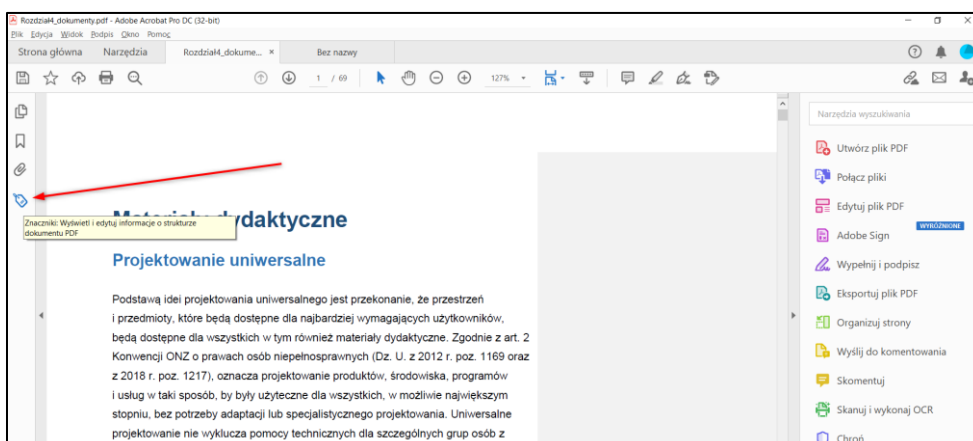 Rozdział4_dokumenty.pdf - Adobe Acrobat Pro DC (32-bit)
Plik Edycja Widok Podpis Okno Pomoc
Strona główna Narzędzia Rozdział4_dokume... × Bez nazwy
1 / 69 127%
Narzędzia wyszukiwania
Utwórz plik PDF
Połącz pliki
Edytuj plik PDF
WYRÓŻNIONE
Adobe Sign
Wypełnij i podpisz
Eksportuj plik PDF
Organizuj strony
Wyślij do komentowania
Skomentuj
Skanuj i wykonaj OCR
Chroń
Znaczniki: Wyświetl i edytuj informacje o strukturze
dokumentu PDF
Materiały dydaktyczne
Projektowanie uniwersalne
Podstawą idei projektowania uniwersalnego jest przekonanie, że przestrzeń
i przedmioty, które będą dostępne dla najbardziej wymagających użytkowników,
będą dostępne dla wszystkich w tym również materiały dydaktyczne. Zgodnie z art. 2
Konwencji ONZ o prawach osób niepełnosprawnych (Dz. U. z 2012 r. poz. 1169 oraz
z 2018 r. poz. 1217), oznacza projektowanie produktów, środowiska, programów
i usług w taki sposób, by były użyteczne dla wszystkich, w możliwie największym
stopniu, bez potrzeby adaptacji lub specjalistycznego projektowania. Uniwersalne
projektowanie nie wyklucza pomocy technicznych dla szczególnych grup osób z